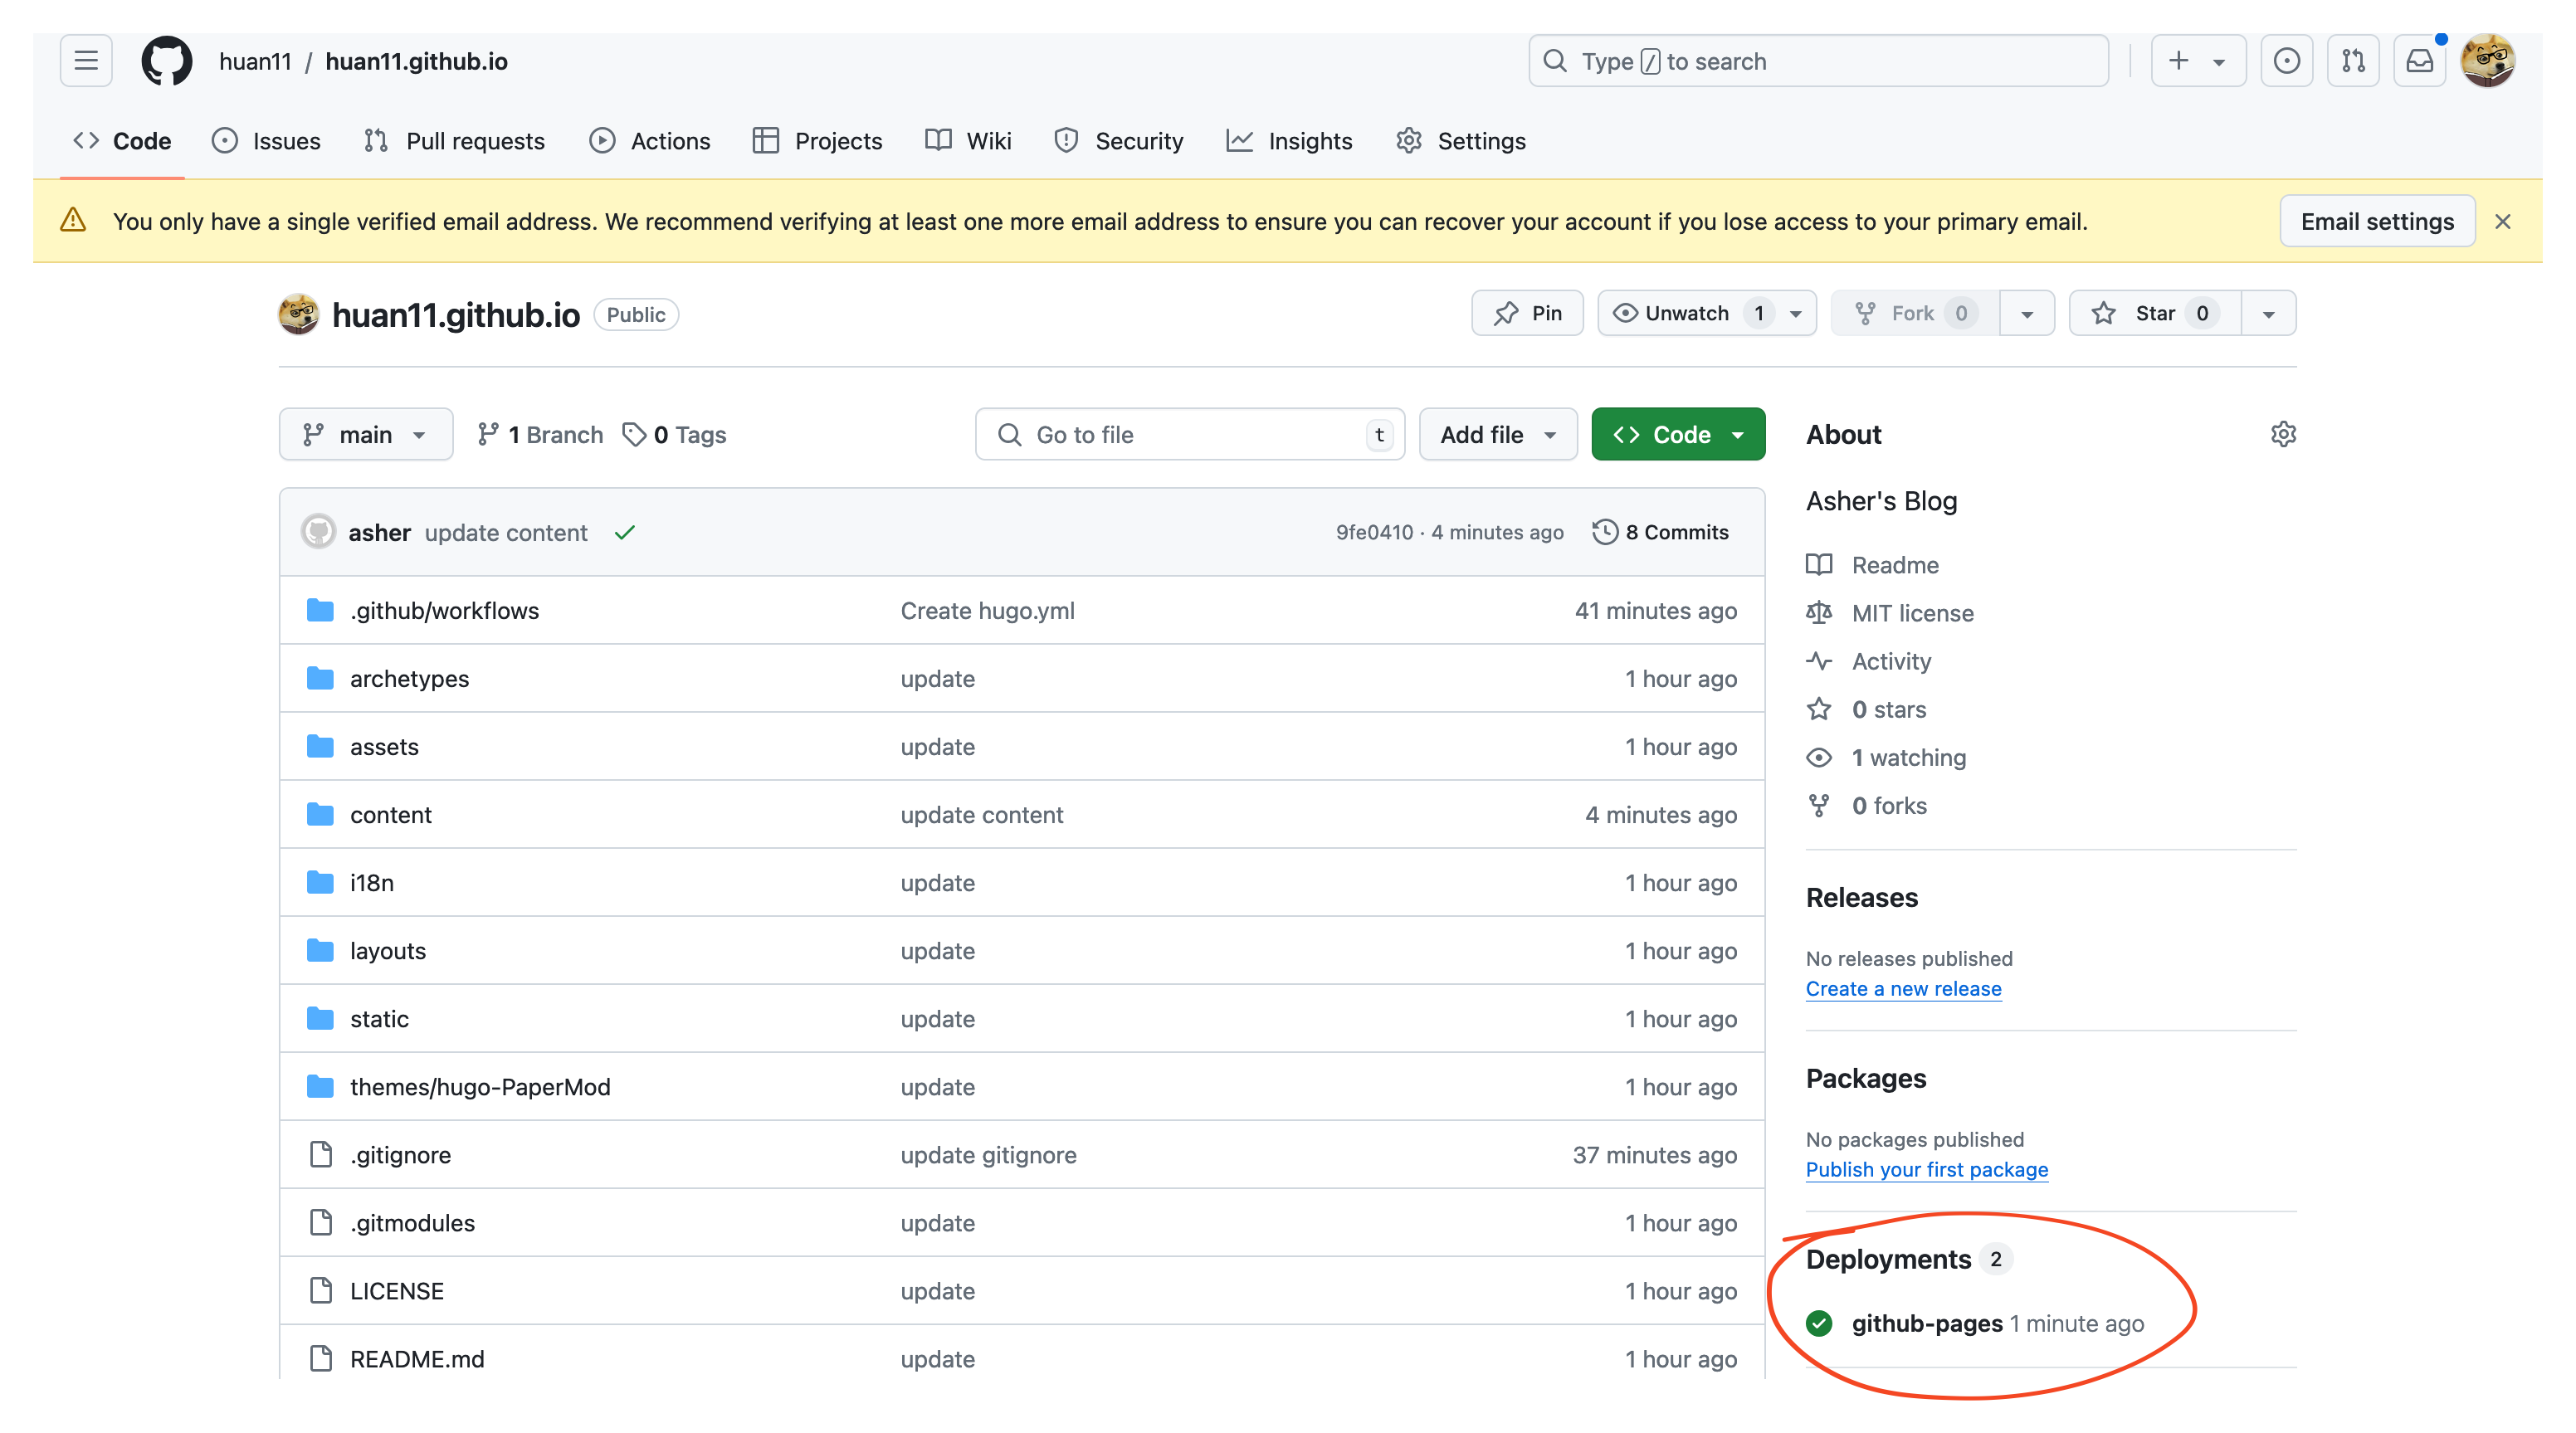 huan11 / huan11.github.io
Type / to search
Code Issues Pull requests Actions Projects Wiki Security Insights Settings
You only have a single verified email address. We recommend verifying at least one more email address to ensure you can recover your account if you lose access to your primary email.
Email settings
huan11.github.io Public
Pin Unwatch 1 Fork 0 Star 0
main 1 Branch 0 Tags Go to file t Add file Code
asher update content 9fe0410 · 4 minutes ago 8 Commits
.github/workflows Create hugo.yml 41 minutes ago
archetypes update 1 hour ago
assets update 1 hour ago
content update content 4 minutes ago
i18n update 1 hour ago
layouts update 1 hour ago
static update 1 hour ago
themes/hugo-PaperMod update 1 hour ago
.gitignore update gitignore 37 minutes ago
.gitmodules update 1 hour ago
LICENSE update 1 hour ago
README.md update 1 hour ago
About
Asher's Blog
Readme
MIT license
Activity
0 stars
1 watching
0 forks
Releases
No releases published
Create a new release
Packages
No packages published
Publish your first package
Deployments 2
github-pages 1 minute ago